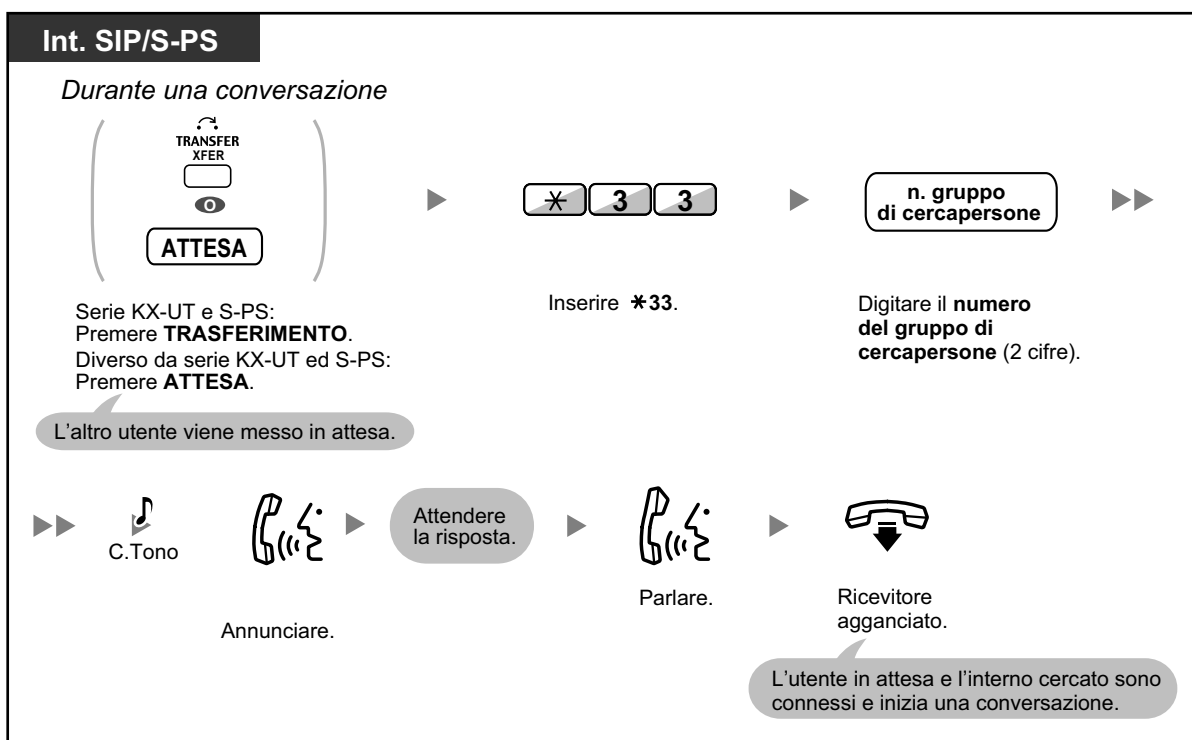 Int. SIP/S-PS
Durante una conversazione
TRANSFER
XFER
O
ATTESA
Serie KX-UT e S-PS:
Premere TRASFERIMENTO.
Diverso da serie KX-UT ed S-PS:
Premere ATTESA.
L'altro utente viene messo in attesa.
* 3 3
Inserire *33.
n. gruppo
di cercapersone
Digitare il numero
del gruppo di
cercapersone (2 cifre).
C.Tono
Annunciare.
Attendere
la risposta.
Parlare.
Ricevitore
agganciato.
L'utente in attesa e l'interno cercato sono
connessi e inizia una conversazione.